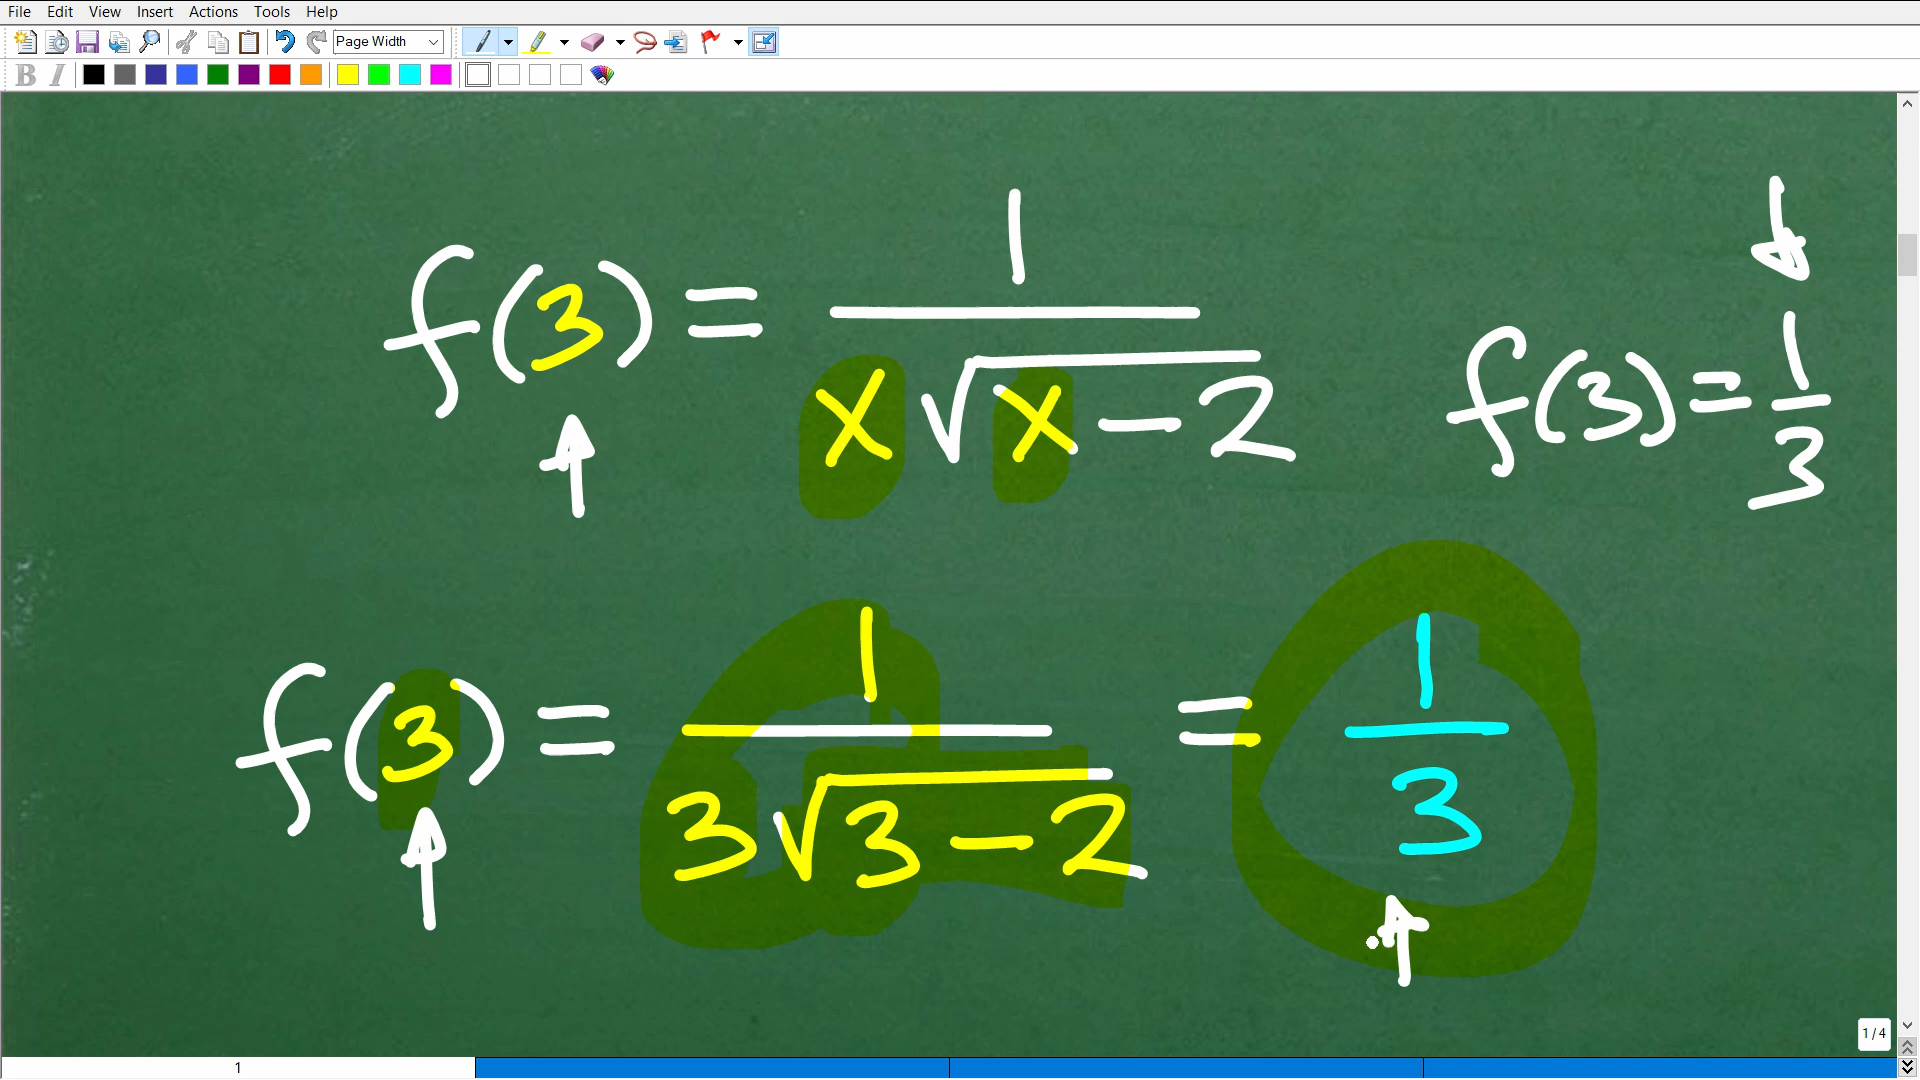 File Edit View Insert Actions Tools Help
Page Width
B I
f(3) = 1/(x√(x-2))
f(3) = 1/3
f(3) = 1/(3√(3-2)) = 1/3
1/4
1